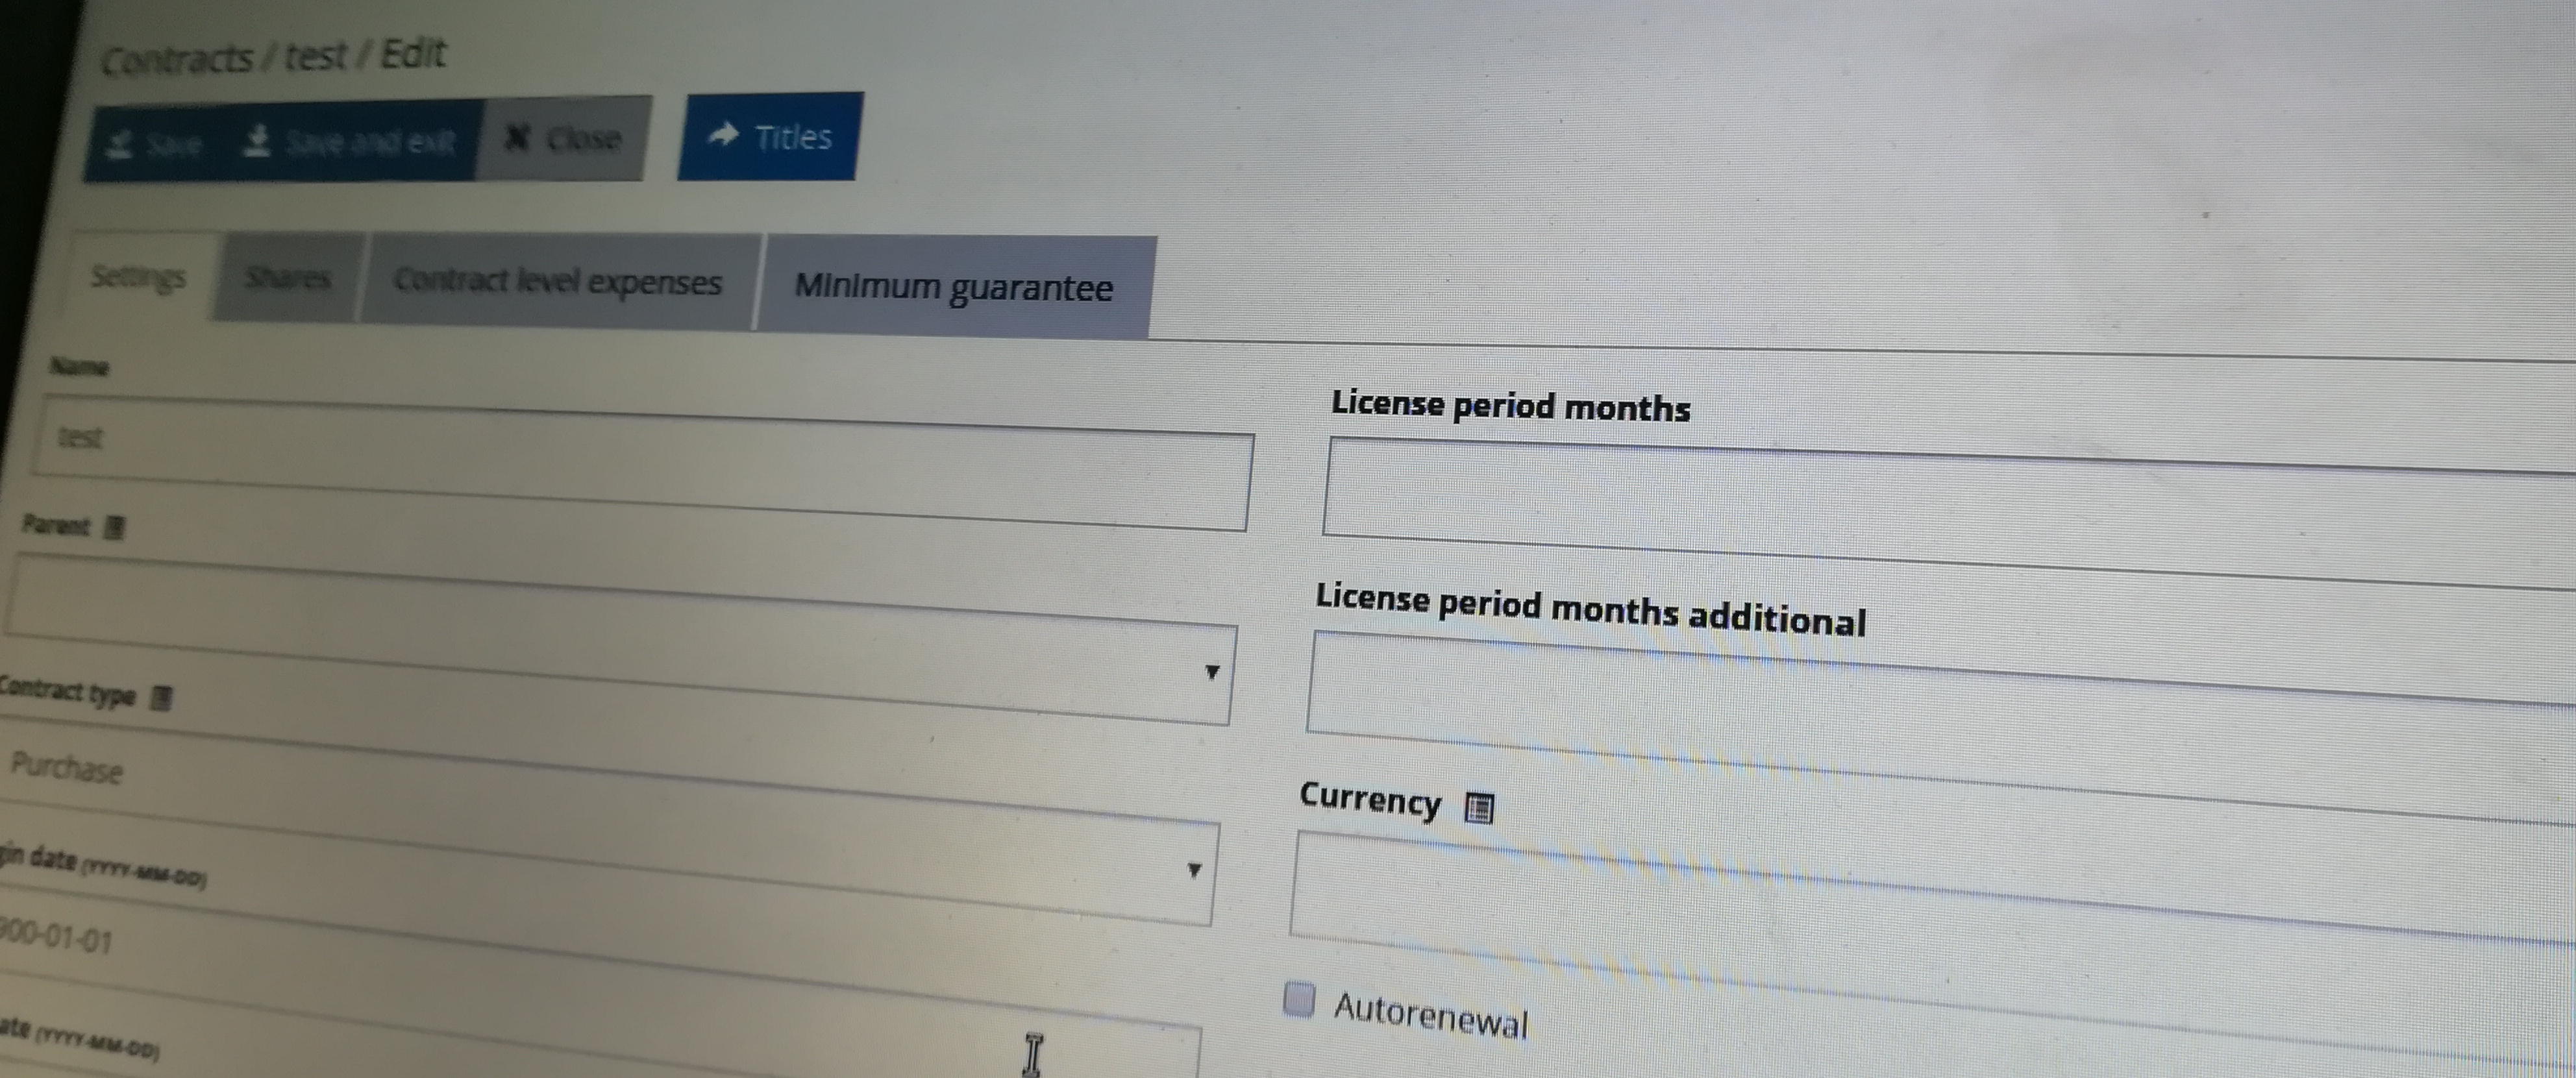 Contracts / test / Edit
Save Save and exit Close Titles
Settings Shares Contract level expenses Minimum guarantee
Name
test
Parent
Contract type
Purchase
gin date (YYYY-MM-DD)
900-01-01
ate (YYYY-MM-DD)
License period months
License period months additional
Currency
Autorenewal